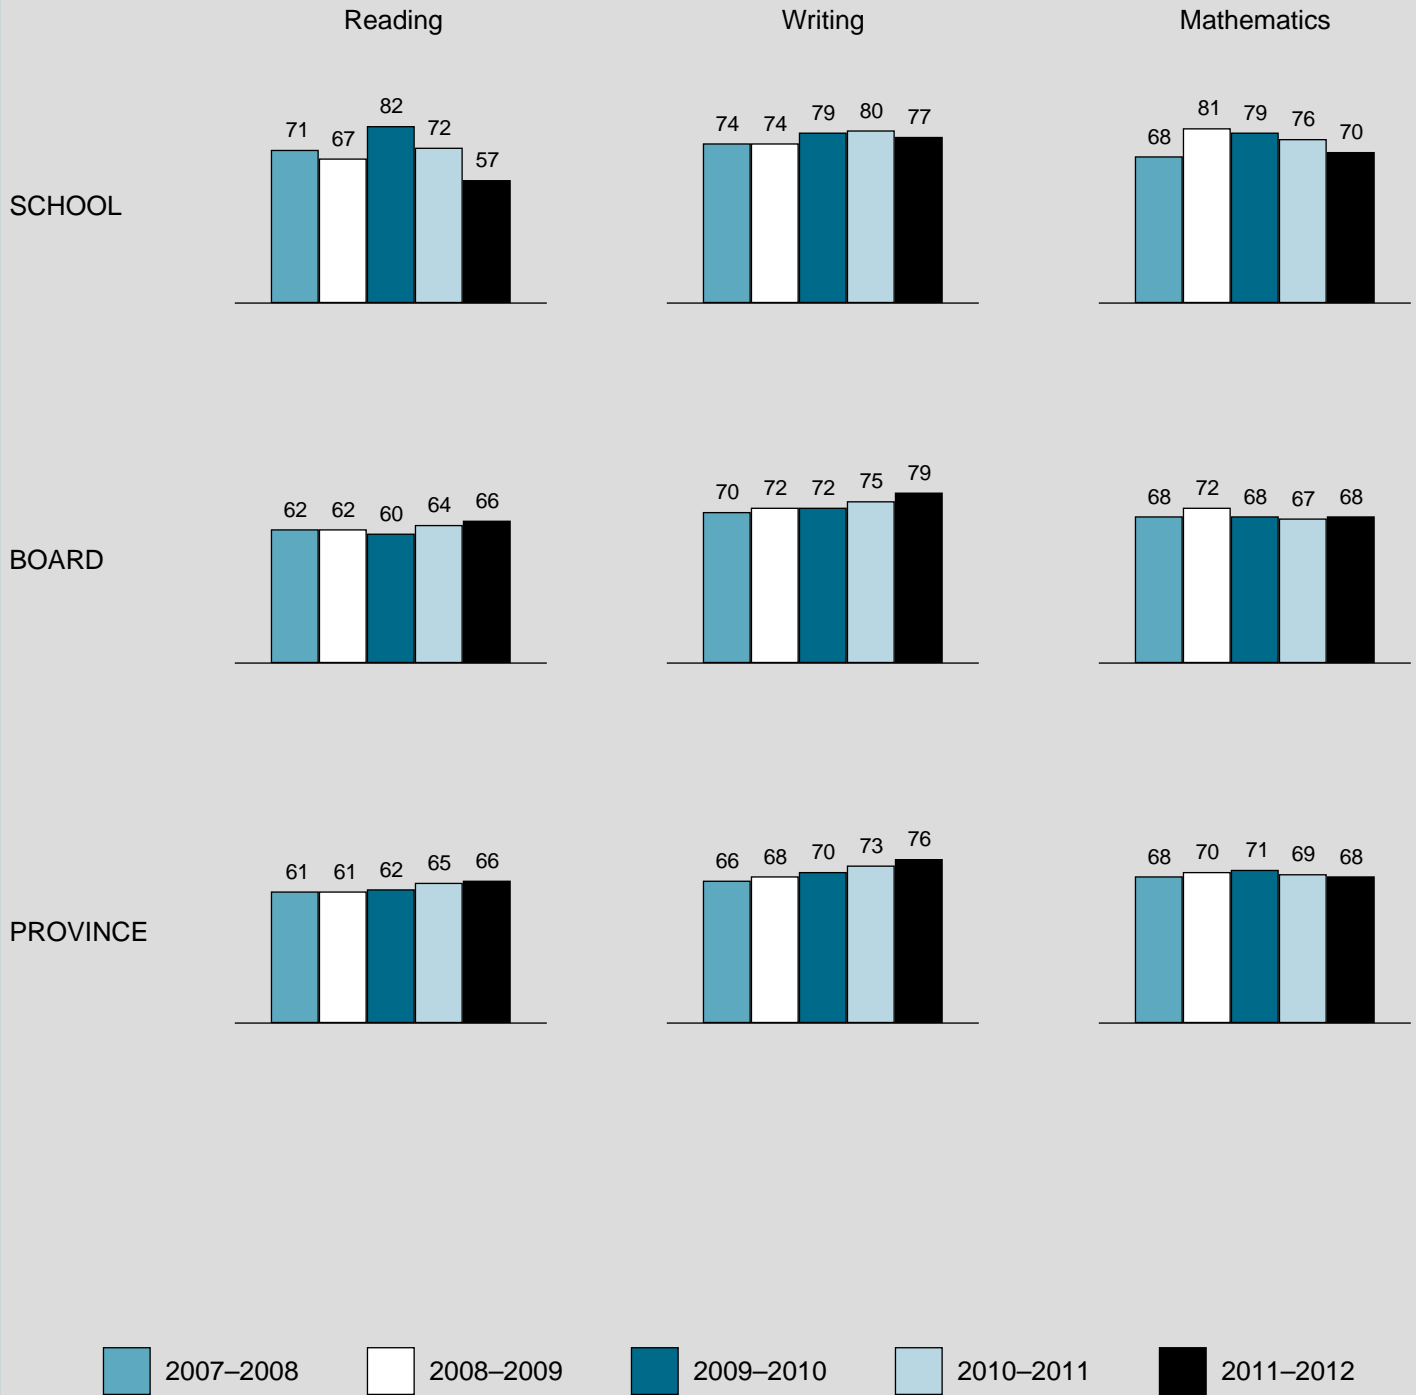 Reading Writing Mathematics
71 67 82 72 57
74 74 79 80 77
68 81 79 76 70
SCHOOL
62 62 60 64 66
70 72 72 75 79
68 72 68 67 68
BOARD
61 61 62 65 66
66 68 70 73 76
68 70 71 69 68
PROVINCE
2007–2008 2008–2009 2009–2010 2010–2011 2011–2012